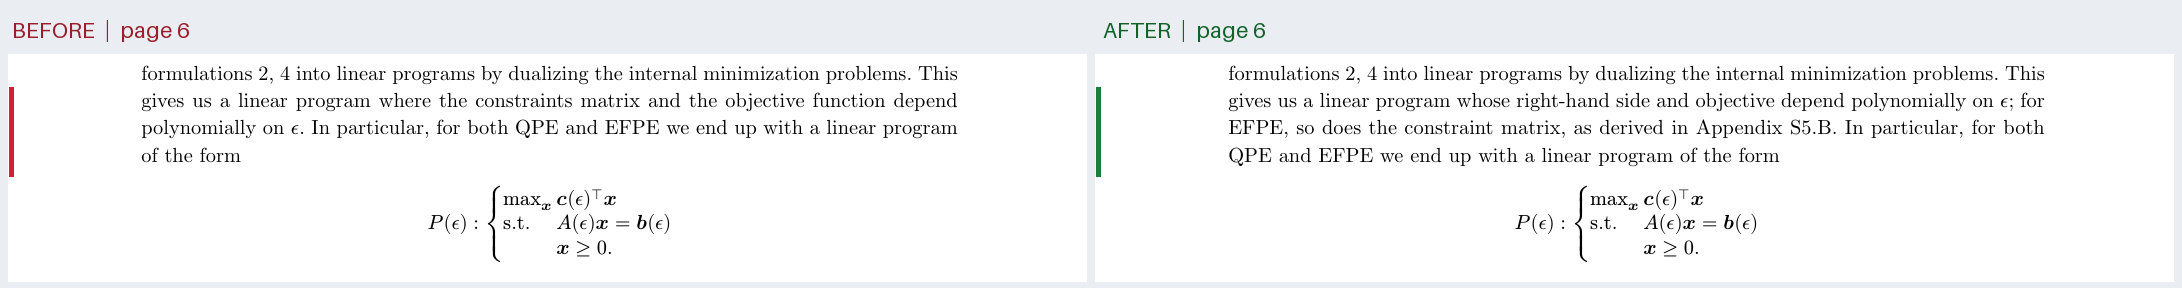 BEFORE | page 6
formulations 2, 4 into linear programs by dualizing the internal minimization problems. This
gives us a linear program where the constraints matrix and the objective function depend
polynomially on ϵ. In particular, for both QPE and EFPE we end up with a linear program
of the form
max𝒙 𝒄(ϵ)⊤𝒙
P(ϵ) : s.t. A(ϵ)𝒙 = 𝒃(ϵ)
𝒙 ≥ 0.
AFTER | page 6
formulations 2, 4 into linear programs by dualizing the internal minimization problems. This
gives us a linear program whose right-hand side and objective depend polynomially on ϵ; for
EFPE, so does the constraint matrix, as derived in Appendix S5.B. In particular, for both
QPE and EFPE we end up with a linear program of the form
max𝒙 𝒄(ϵ)⊤𝒙
P(ϵ) : s.t. A(ϵ)𝒙 = 𝒃(ϵ)
𝒙 ≥ 0.